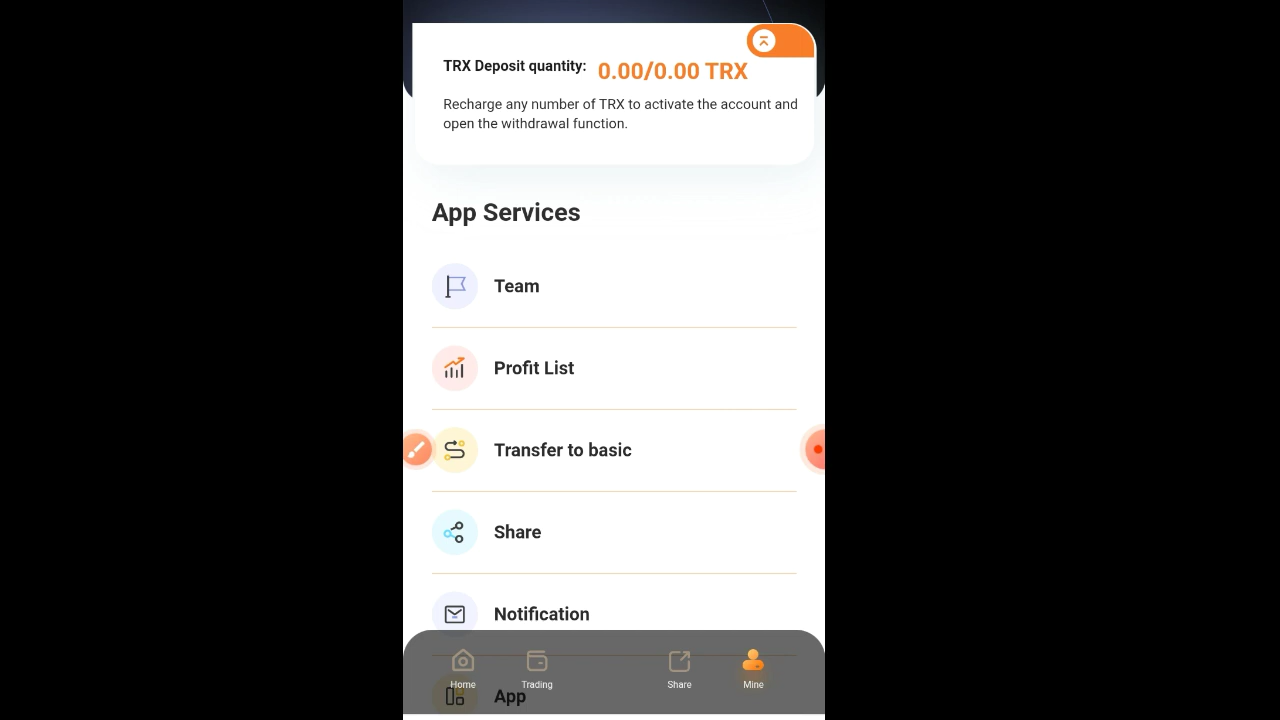 TRX Deposit quantity: 0.00/0.00 TRX
Recharge any number of TRX to activate the account and
open the withdrawal function.
App Services
Team
Profit List
Transfer to basic
Share
Notification
App
Home Trading Share Mine